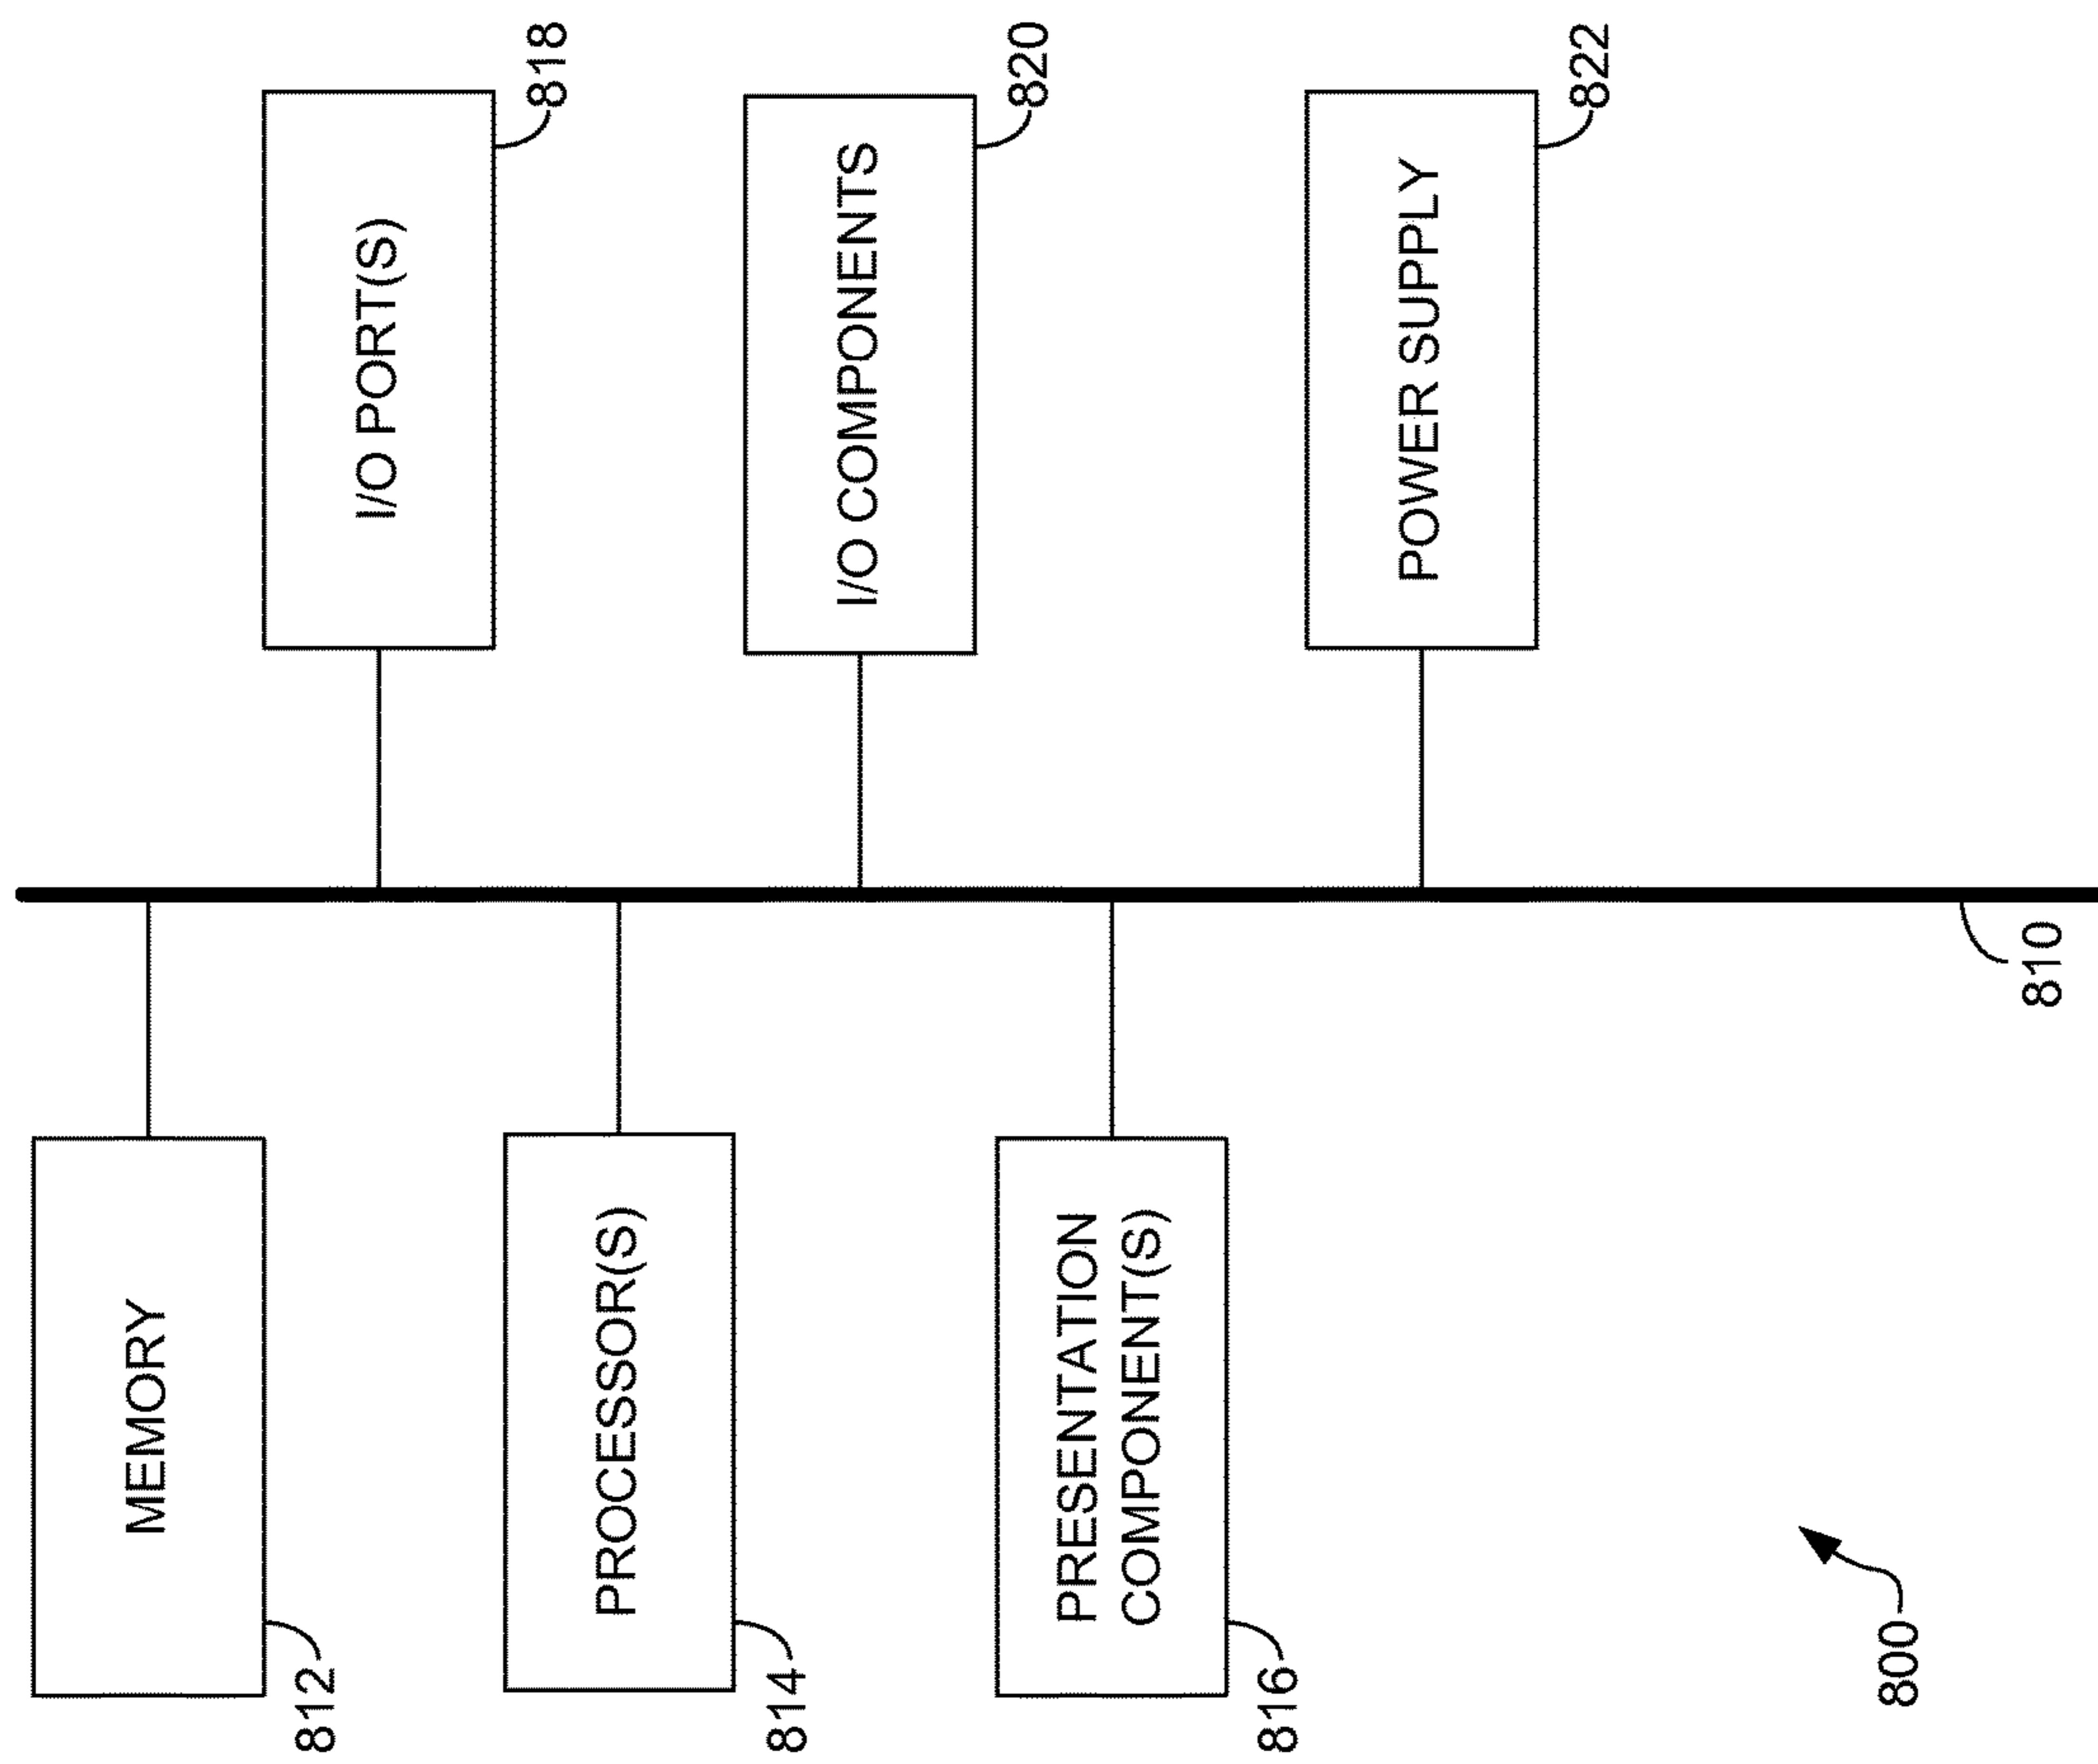 MEMORY
812
I/O PORT(S)
818
PROCESSOR(S)
814
I/O COMPONENTS
820
PRESENTATION
COMPONENT(S)
816
POWER SUPPLY
822
810
800